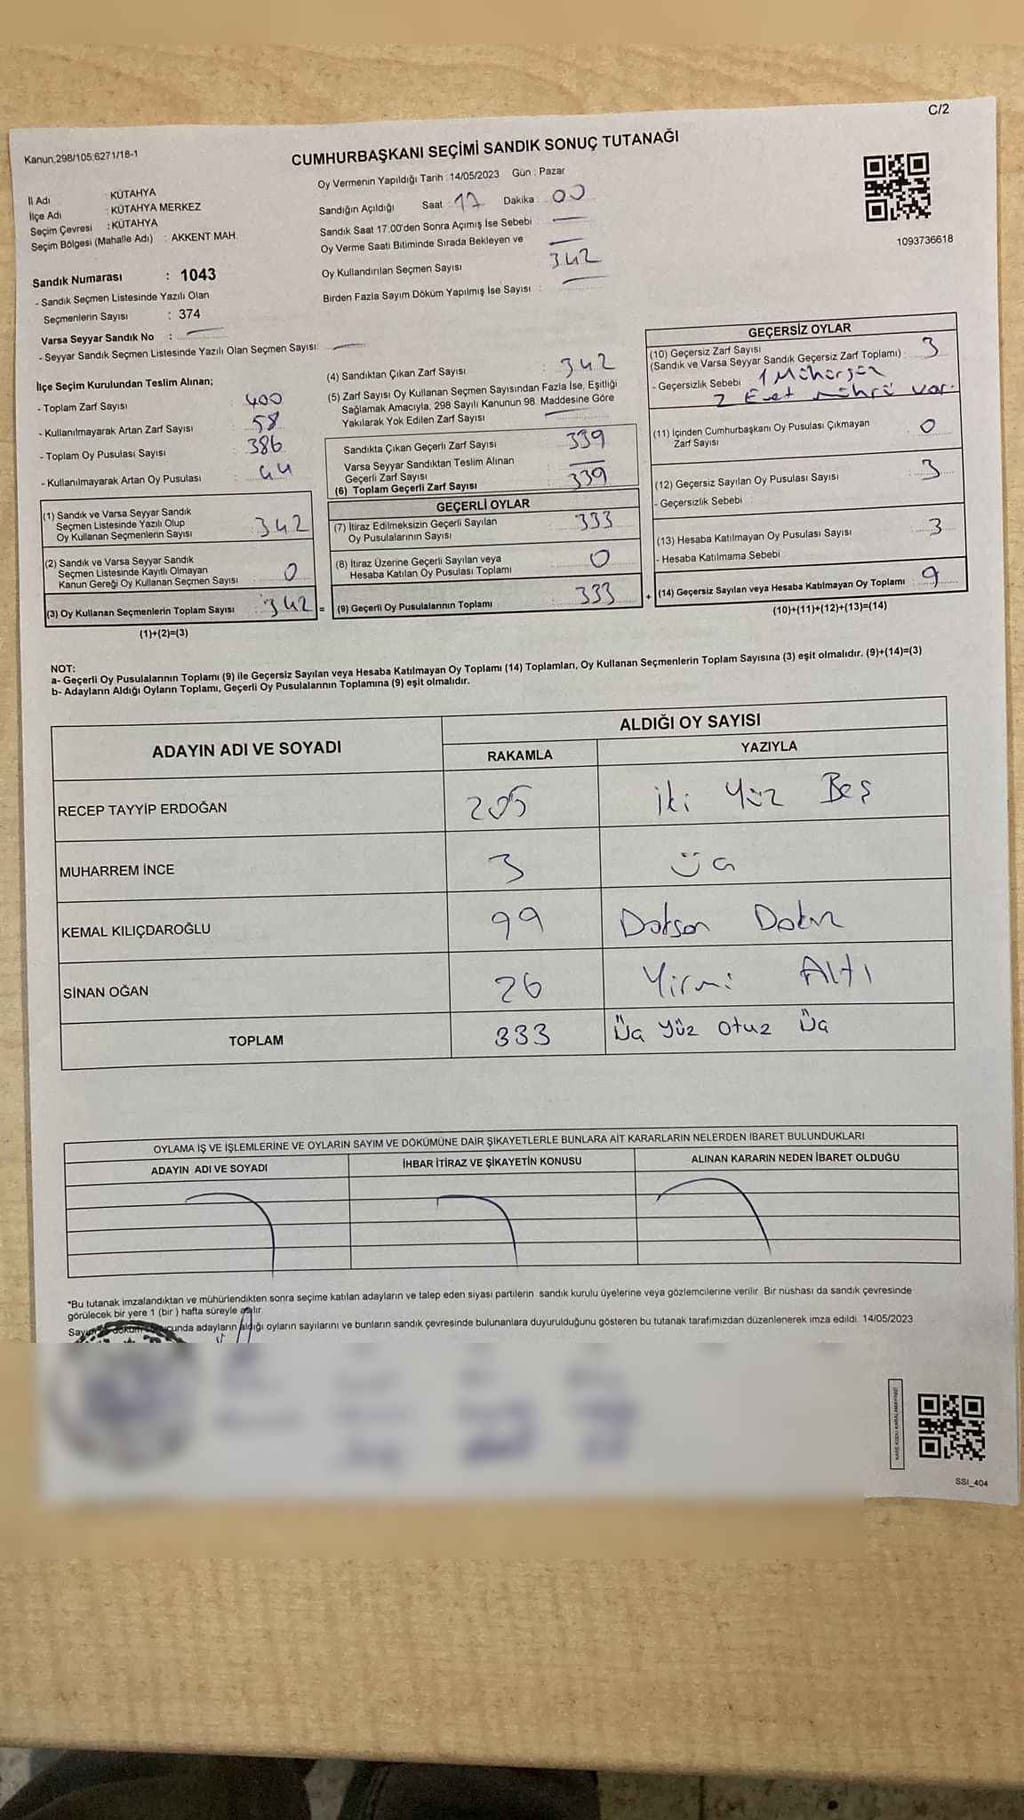 C/2
Kanun;298/105;6271/18-1
CUMHURBAŞKANI SEÇİMİ SANDIK SONUÇ TUTANAĞI
İl Adı : KÜTAHYA
İlçe Adı : KÜTAHYA MERKEZ
Seçim Çevresi : KÜTAHYA
Seçim Bölgesi (Mahalle Adı) : AKKENT MAH.
Oy Vermenin Yapıldığı Tarih : 14/05/2023 Gün : Pazar
Sandığın Açıldığı Saat 17 Dakika 00
Sandık Saat 17.00'den Sonra Açımış İse Sebebi
Oy Verme Saati Bitiminde Sırada Bekleyen ve
Oy Kullandırılan Seçmen Sayısı 342
Birden Fazla Sayım Döküm Yapılmış İse Sayısı :
1093736618
Sandık Numarası : 1043
- Sandık Seçmen Listesinde Yazılı Olan
Seçmenlerin Sayısı : 374
Varsa Seyyar Sandık No :
- Seyyar Sandık Seçmen Listesinde Yazılı Olan Seçmen Sayısı:
İlçe Seçim Kurulundan Teslim Alınan;
- Toplam Zarf Sayısı 400
- Kullanılmayarak Artan Zarf Sayısı 58
- Toplam Oy Pusulası Sayısı 386
- Kullanılmayarak Artan Oy Pusulası 44
(1) Sandık ve Varsa Seyyar Sandık
Seçmen Listesinde Yazılı Olup
Oy Kullanan Seçmenlerin Sayısı 342
(2) Sandık ve Varsa Seyyar Sandık
Seçmen Listesinde Kayıtlı Olmayan
Kanun Gereği Oy Kullanan Seçmen Sayısı 0
(3) Oy Kullanan Seçmenlerin Toplam Sayısı 342 =
(1)+(2)=(3)
(4) Sandıktan Çıkan Zarf Sayısı : 342
(5) Zarf Sayısı Oy Kullanan Seçmen Sayısından Fazla İse, Eşitliği
Sağlamak Amacıyla, 298 Sayılı Kanunun 98. Maddesine Göre
Yakılarak Yok Edilen Zarf Sayısı
Sandıkta Çıkan Geçerli Zarf Sayısı 339
Varsa Seyyar Sandıktan Teslim Alınan
Geçerli Zarf Sayısı
(6) Toplam Geçerli Zarf Sayısı 339
GEÇERLİ OYLAR
(7) İtiraz Edilmeksizin Geçerli Sayılan
Oy Pusulalarının Sayısı 333
(8) İtiraz Üzerine Geçerli Sayılan veya
Hesaba Katılan Oy Pusulası Toplamı 0
(9) Geçerli Oy Pusulalarının Toplamı 333 +
GEÇERSİZ OYLAR
(10) Geçersiz Zarf Sayısı
(Sandık ve Varsa Seyyar Sandık Geçersiz Zarf Toplamı) : 3
- Geçersizlik Sebebi 1 Mühürsüz
2 Evet mührü var.
(11) İçinden Cumhurbaşkanı Oy Pusulası Çıkmayan
Zarf Sayısı 0
(12) Geçersiz Sayılan Oy Pusulası Sayısı 3
- Geçersizlik Sebebi :
(13) Hesaba Katılmayan Oy Pusulası Sayısı 3
- Hesaba Katılmama Sebebi
(14) Geçersiz Sayılan veya Hesaba Katılmayan Oy Toplamı 9
(10)+(11)+(12)+(13)=(14)
NOT:
a- Geçerli Oy Pusulalarının Toplamı (9) ile Geçersiz Sayılan veya Hesaba Katılmayan Oy Toplamı (14) Toplamları, Oy Kullanan Seçmenlerin Toplam Sayısına (3) eşit olmalıdır. (9)+(14)=(3)
b- Adayların Aldığı Oyların Toplamı, Geçerli Oy Pusulalarının Toplamına (9) eşit olmalıdır.
ADAYIN ADI VE SOYADI
ALDIĞI OY SAYISI
RAKAMLA YAZIYLA
RECEP TAYYİP ERDOĞAN 205 iki Yüz Beş
MUHARREM İNCE 3 üç
KEMAL KILIÇDAROĞLU 99 Doksan Dokuz
SİNAN OĞAN 26 Yirmi Altı
TOPLAM 333 Üç yüz otuz Üç
OYLAMA İŞ VE İŞLEMLERİNE VE OYLARIN SAYIM VE DÖKÜMÜNE DAİR ŞİKAYETLERLE BUNLARA AİT KARARLARIN NELERDEN İBARET BULUNDUKLARI
ADAYIN ADI VE SOYADI İHBAR İTİRAZ VE ŞİKAYETİN KONUSU ALINAN KARARIN NEDEN İBARET OLDUĞU
*Bu tutanak imzalandıktan ve mühürlendikten sonra seçime katılan adayların ve talep eden siyasi partilerin sandık kurulu üyelerine veya gözlemcilerine verilir. Bir nüshası da sandık çevresinde
görülecek bir yere 1 (bir) hafta süreyle asılır.
adayların aldığı oyların sayılarını ve bunların sandık çevresinde bulunanlara duyurulduğunu gösteren bu tutanak tarafımızdan düzenlenerek imza edildi. 14/05/2023
SSI_404